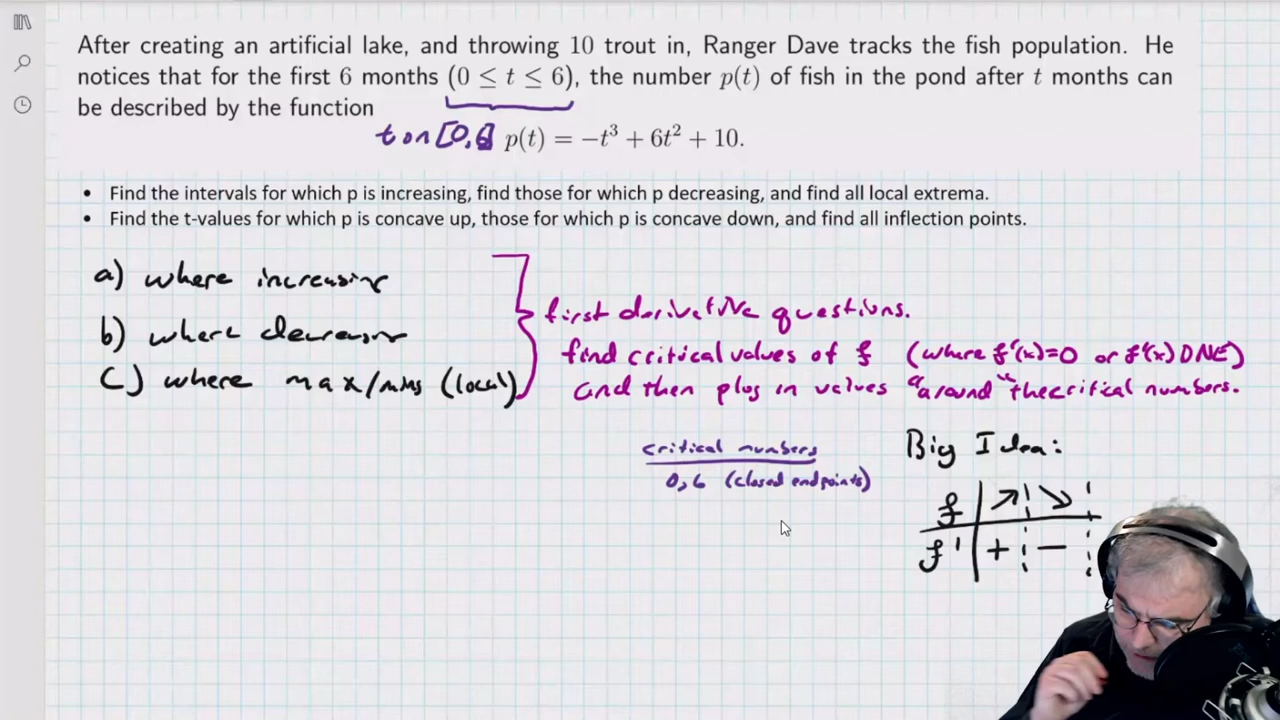 After creating an artificial lake, and throwing 10 trout in, Ranger Dave tracks the fish population. He
notices that for the first 6 months (0 ≤ t ≤ 6), the number p(t) of fish in the pond after t months can
be described by the function
t on [0,6] p(t) = −t³ + 6t² + 10.
• Find the intervals for which p is increasing, find those for which p decreasing, and find all local extrema.
• Find the t-values for which p is concave up, those for which p is concave down, and find all inflection points.
a) where increasing
b) where decreasing
c) where max/mins (local)
first derivative questions.
find critical values of f (where f'(x)=0 or f'(x) DNE)
and then plug in values "around" the critical numbers.
critical numbers
0,6 (closed endpoints)
Big Idea:
f ↗ ↘
f' + −